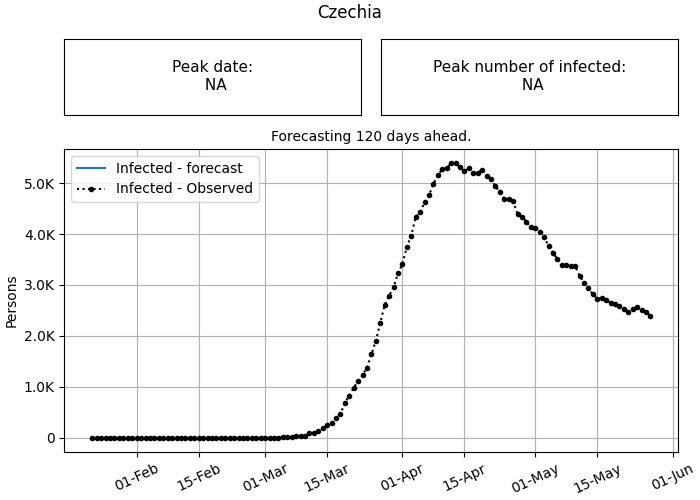 Czechia
Peak date:
NA
Peak number of infected:
NA
Forecasting 120 days ahead.
Infected - forecast
Infected - Observed
5.0K
4.0K
3.0K
2.0K
1.0K
0
Persons
01-Feb
15-Feb
01-Mar
15-Mar
01-Apr
15-Apr
01-May
15-May
01-Jun